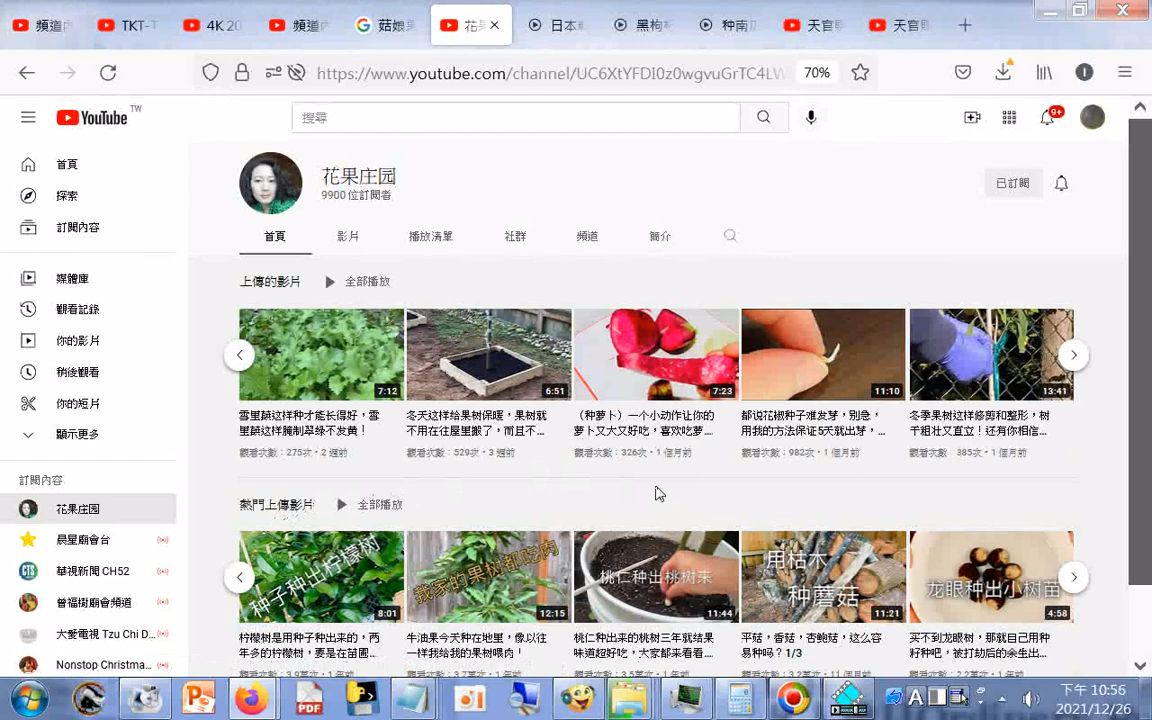 頻道內
TKT-T
4K 20
頻道內
菇娘果
花果
日本
黑枸
种南瓜
天官
天官
https://www.youtube.com/channel/UC6XtYFDI0z0wgvuGrTC4LW
70%
YouTube TW
搜尋
9+
首頁
探索
訂閱內容
媒體庫
觀看記錄
你的影片
稍後觀看
你的短片
顯示更多
訂閱內容
花果庄园
晨星廟會台
華視新聞 CH52
曾福樹廟會頻道
大愛電視 Tzu Chi D...
Nonstop Christma...
花果庄园
9900 位訂閱者
已訂閱
首頁
影片
播放清單
社群
頻道
簡介
上傳的影片
全部播放
7:12
6:51
7:23
11:10
13:41
雪里蕻这样种才能长得好，雪
里蕻这样腌制翠绿不发黄！
觀看次數：275次・2 週前
冬天这样给果树保暖，果树就
不用在往屋里搬了，而且不...
觀看次數：529次・3 週前
（种萝卜）一个小动作让你的
萝卜又大又好吃，喜欢吃萝...
觀看次數：326次・1 個月前
都说花椒种子难发芽，别急，
用我的方法保证5天就出芽，...
觀看次數：982次・1 個月前
冬季果树这样修剪和整形，树
干粗壮又直立！还有你相信...
觀看次數： 385次・1 個月前
熱門上傳影片
全部播放
种子种出柠檬树
8:01
我家的果树都吃肉
12:15
桃仁种出桃树来
11:44
用枯木
种蘑菇
11:21
龙眼种出小树苗
4:58
柠檬树是用种子种出来的，两
年多的柠檬树，要是在苗圃...
牛油果今天种在地里，像以往
一样我给我的果树喂肉！
桃仁种出来的桃树三年就结果
味道超好吃，大家都来看看...
平菇，香菇，杏鲍菇，这么容
易种吗？1/3
买不到龙眼树，那就自己用种
子种吧，被打劫后的余生出...
下午 10:56
2021/12/26